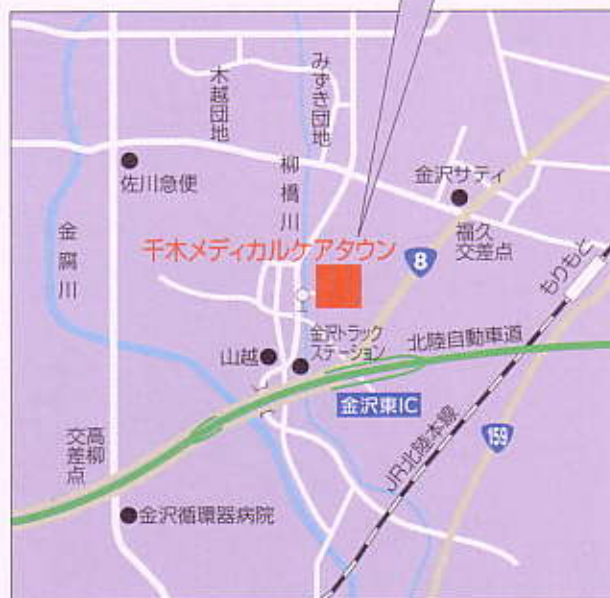 木越団地
みずき団地
佐川急便
柳橋川
金沢サティ
福久
交差点
金腐川
千木メディカルケアタウン
8
もりもと
金沢トラック
ステーション
山越
北陸自動車道
金沢東IC
高柳
交差点
159
JR北陸本線
金沢循環器病院